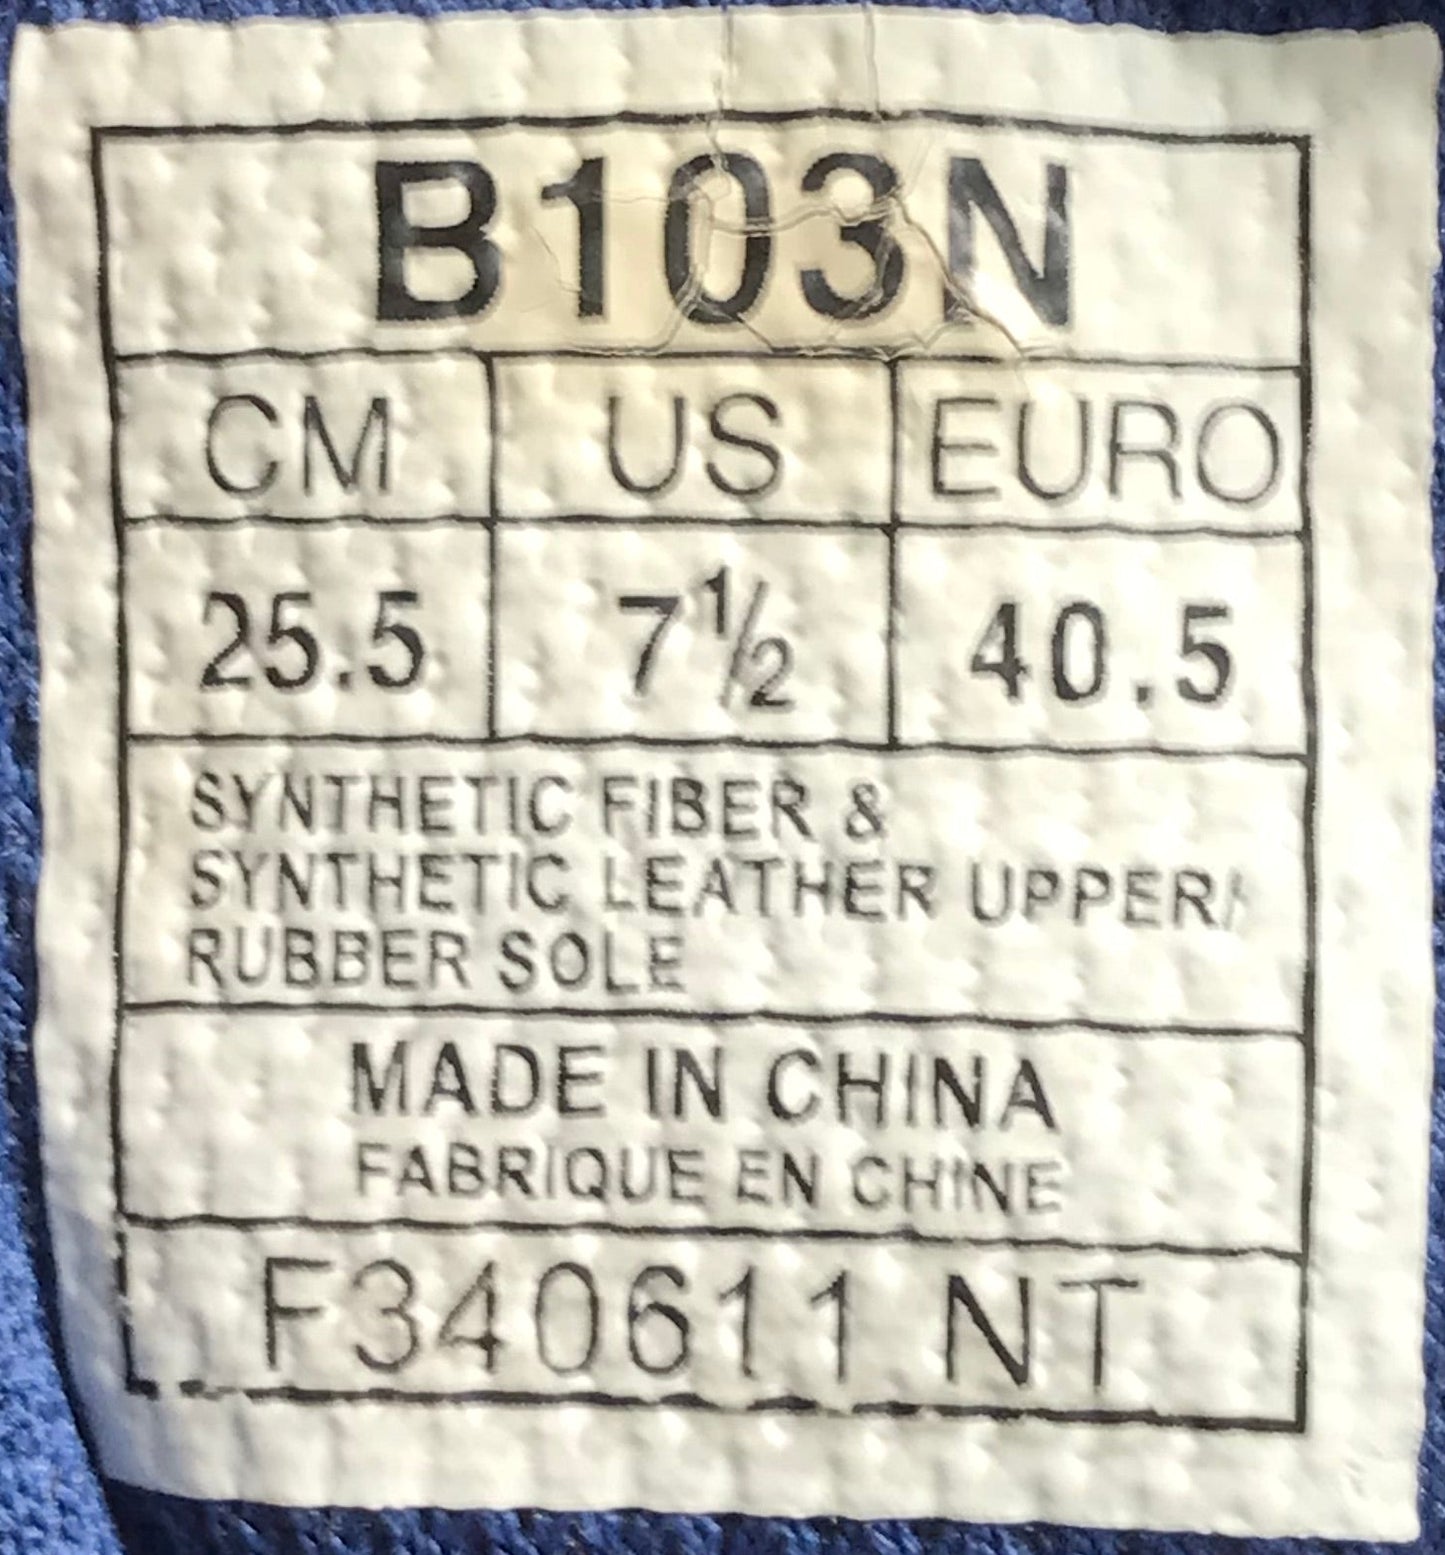 B103N
CM US EURO
25.5 7½ 40.5
SYNTHETIC FIBER &
SYNTHETIC LEATHER UPPER/
RUBBER SOLE
MADE IN CHINA
FABRIQUE EN CHINE
F340611 NT